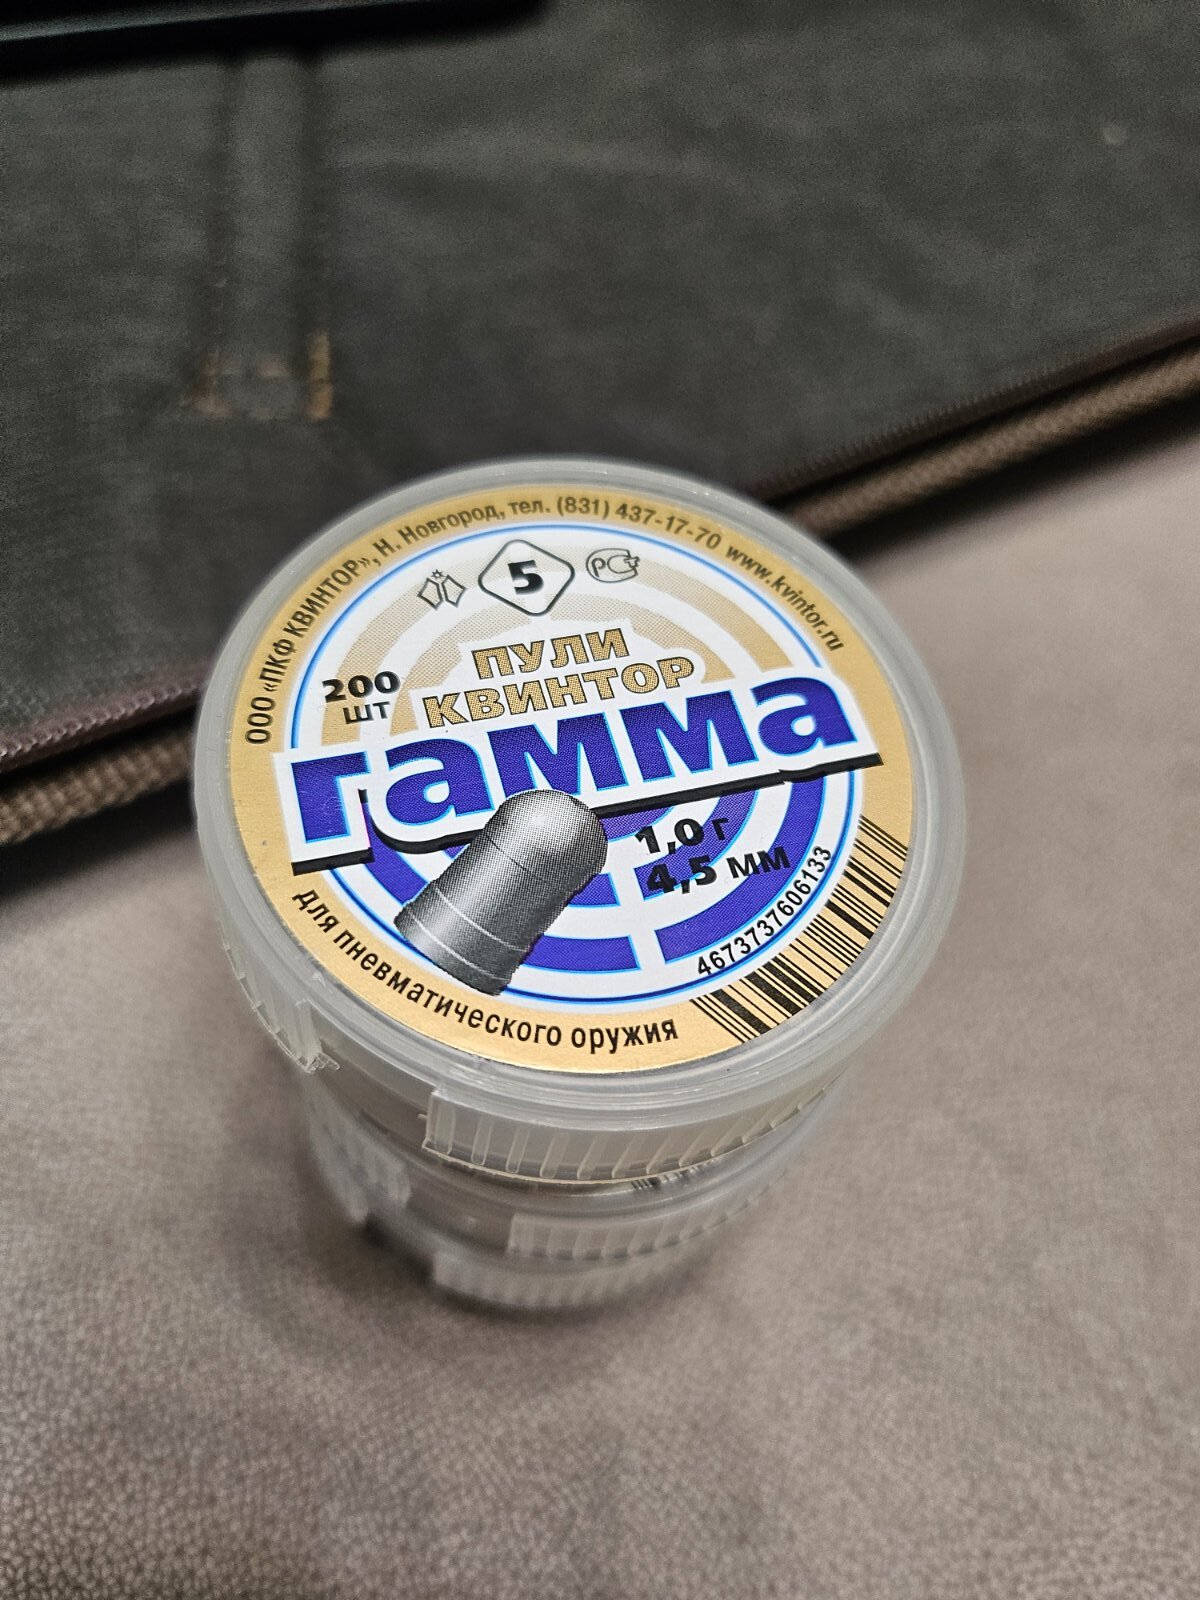 ООО «ПКФ КВИНТОР», Н. Новгород, тел. (831) 437-17-70 www.kvintor.ru
5
РС
200
ШТ
ПУЛИ
КВИНТОР
гамма
1,0 г
4,5 мм
4673737606133
для пневматического оружия